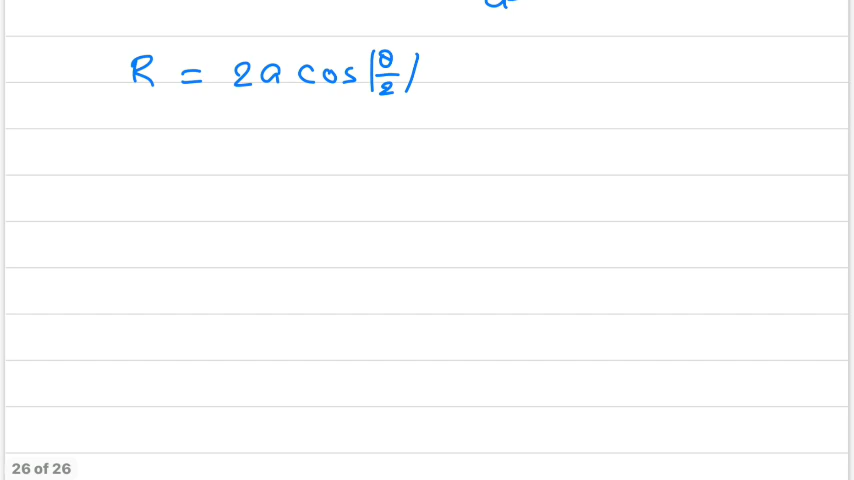 R = 2a cos|θ/2|
26 of 26